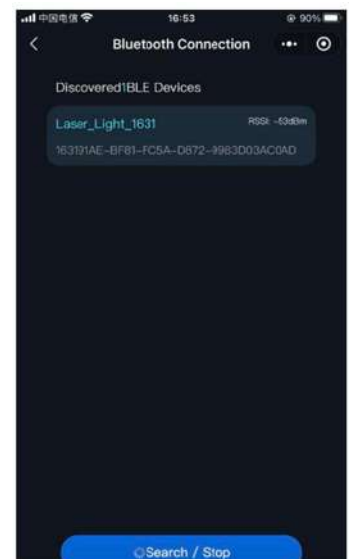 中国电信 16:53 90%
Bluetooth Connection
Discovered1BLE Devices
Laser_Light_1631 RSSI: -53dBm
163191AE-BF81-FC5A-D872-9983D03AC0AD
Search / Stop